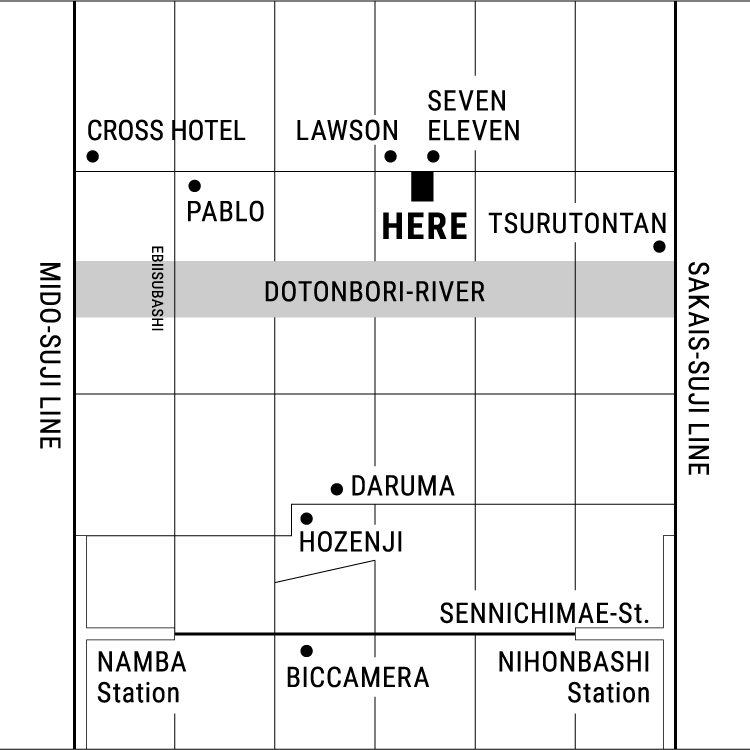 SEVEN
ELEVEN
CROSS HOTEL
LAWSON
PABLO
HERE
TSURUTONTAN
EBIISUBASHI
DOTONBORI-RIVER
MIDO-SUJI LINE
SAKAIS-SUJI LINE
DARUMA
HOZENJI
SENNICHIMAE-St.
NAMBA
Station
BICCAMERA
NIHONBASHI
Station